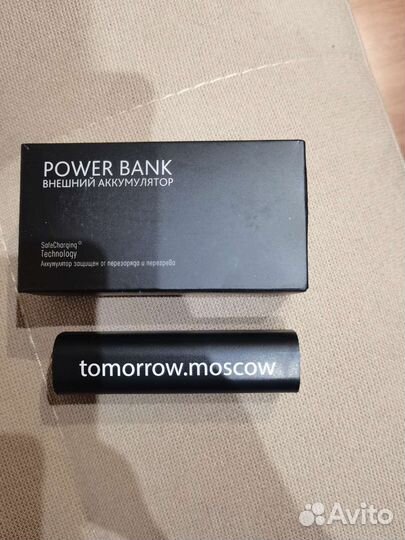 POWER BANK
ВНЕШНИЙ АККУМУЛЯТОР
SafeCharging®
Technology
Аккумулятор защищен от перезаряда и перегрева
tomorrow.moscow
Avito